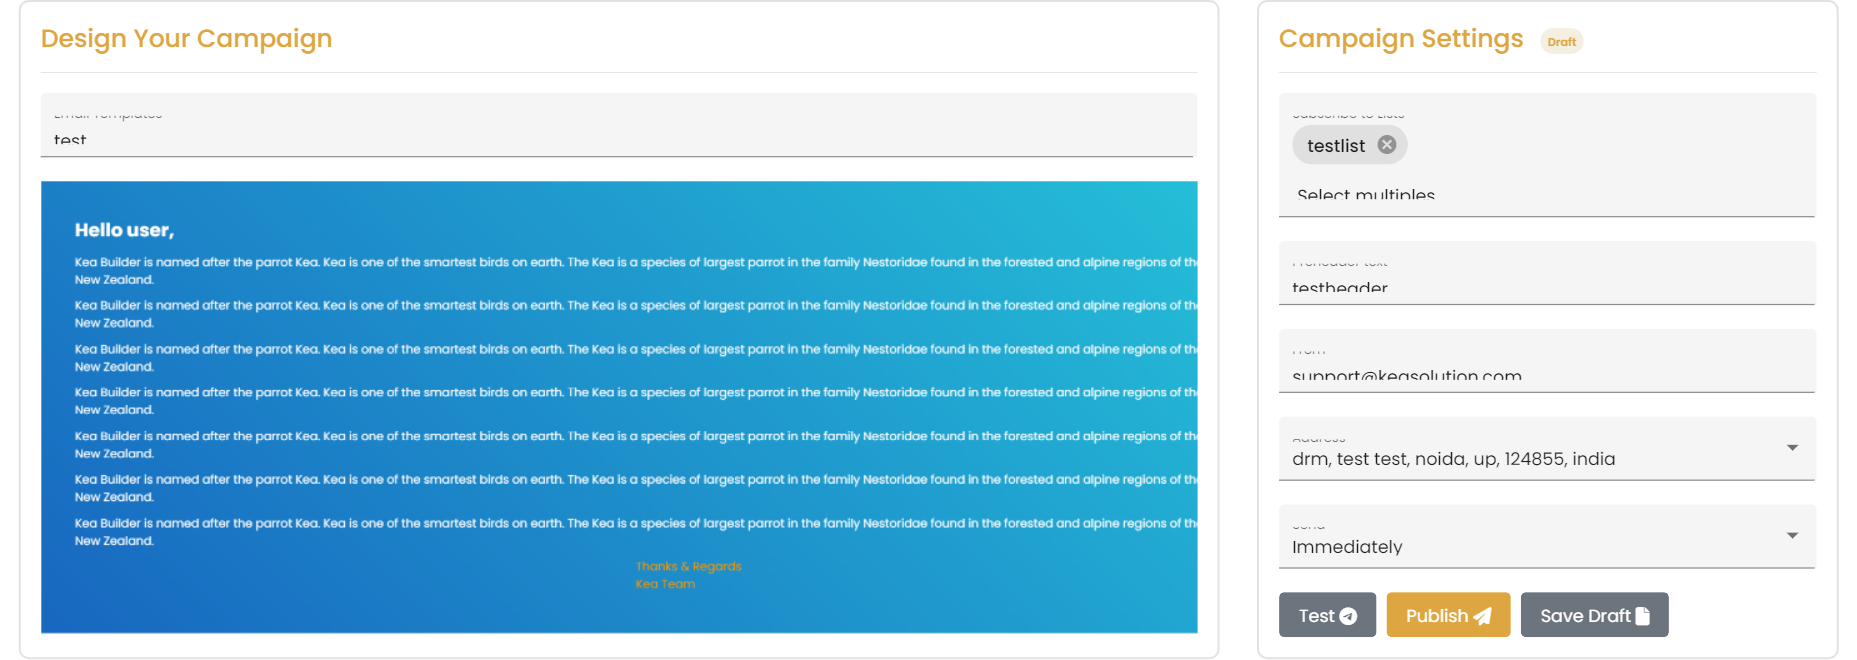 Design Your Campaign
Email Templates
test
Hello user,
Kea Builder is named after the parrot Kea. Kea is one of the smartest birds on earth. The Kea is a species of largest parrot in the family Nestoridae found in the forested and alpine regions of th
New Zealand.
Kea Builder is named after the parrot Kea. Kea is one of the smartest birds on earth. The Kea is a species of largest parrot in the family Nestoridae found in the forested and alpine regions of th
New Zealand.
Kea Builder is named after the parrot Kea. Kea is one of the smartest birds on earth. The Kea is a species of largest parrot in the family Nestoridae found in the forested and alpine regions of th
New Zealand.
Kea Builder is named after the parrot Kea. Kea is one of the smartest birds on earth. The Kea is a species of largest parrot in the family Nestoridae found in the forested and alpine regions of th
New Zealand.
Kea Builder is named after the parrot Kea. Kea is one of the smartest birds on earth. The Kea is a species of largest parrot in the family Nestoridae found in the forested and alpine regions of th
New Zealand.
Kea Builder is named after the parrot Kea. Kea is one of the smartest birds on earth. The Kea is a species of largest parrot in the family Nestoridae found in the forested and alpine regions of th
New Zealand.
Kea Builder is named after the parrot Kea. Kea is one of the smartest birds on earth. The Kea is a species of largest parrot in the family Nestoridae found in the forested and alpine regions of th
New Zealand.
Thanks & Regards
Kea Team
Campaign Settings Draft
Subscribe to Lists
testlist
Select multiples
Preheader text
testheader
From
support@keasolution.com
Address
drm, test test, noida, up, 124855, india
Send
Immediately
Test Publish Save Draft